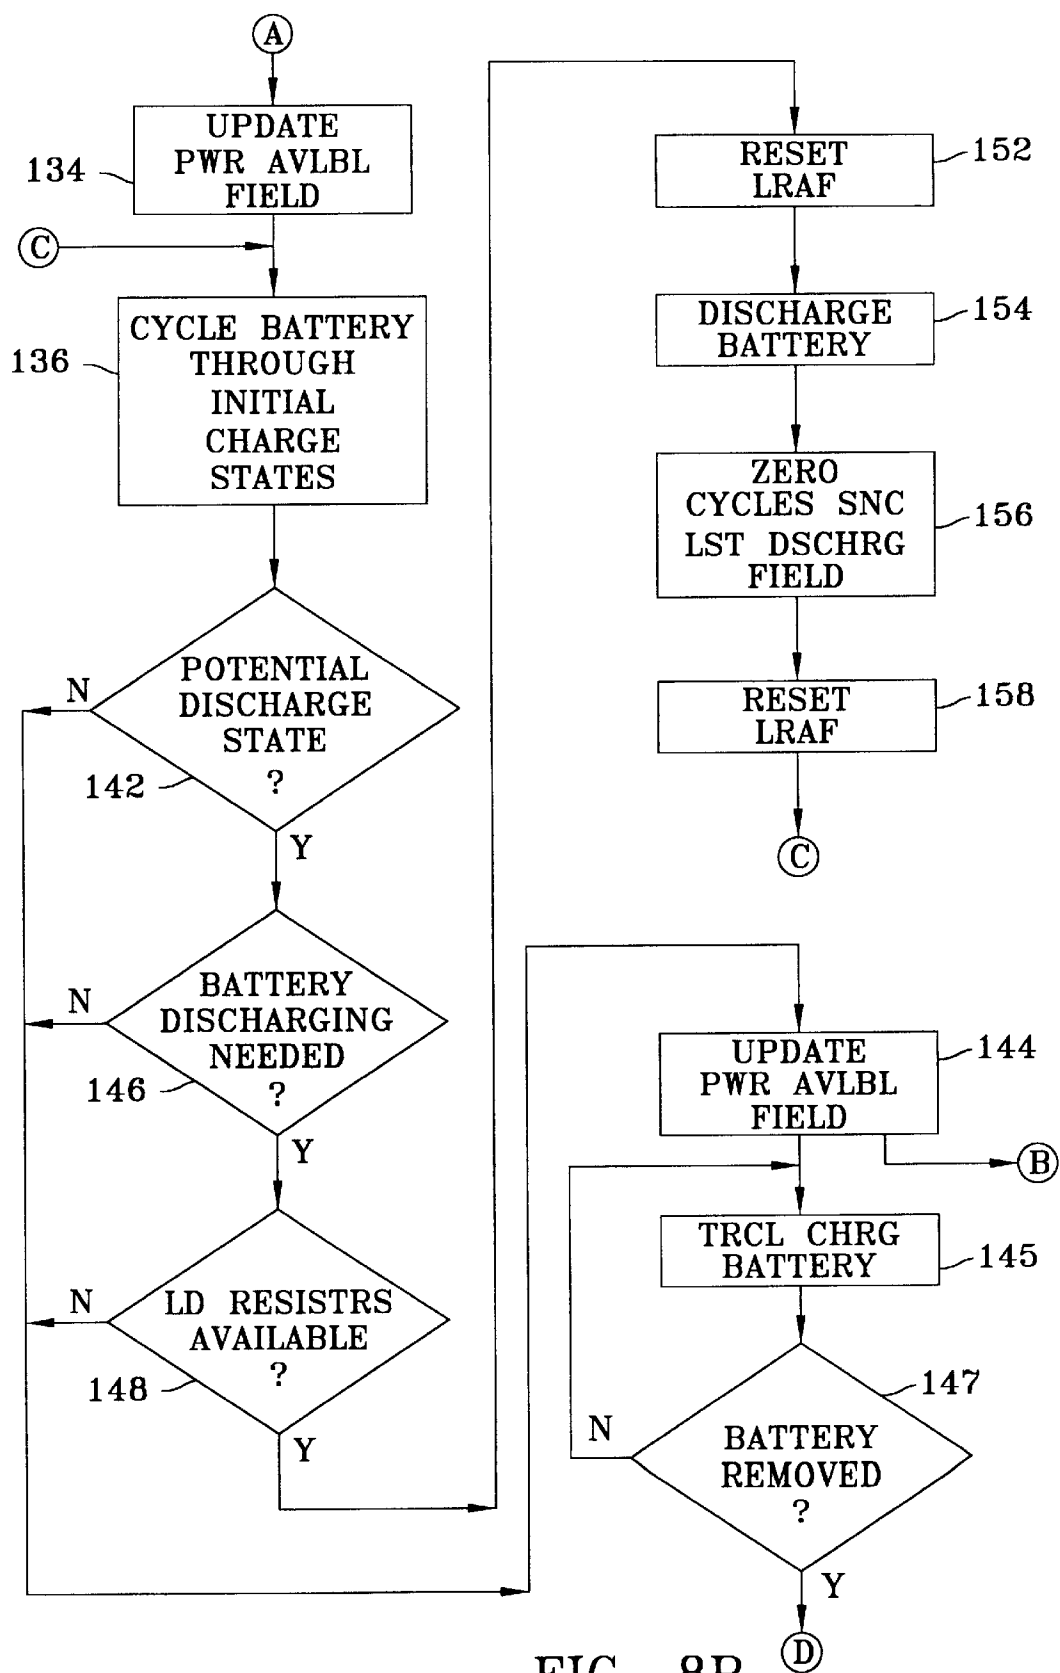 A
UPDATE
PWR AVLBL
FIELD
134
C
CYCLE BATTERY
THROUGH
INITIAL
CHARGE
STATES
136
POTENTIAL
DISCHARGE
STATE
?
N
142
Y
BATTERY
DISCHARGING
NEEDED
?
N
146
Y
LD RESISTRS
AVAILABLE
?
N
148
Y
RESET
LRAF
152
DISCHARGE
BATTERY
154
ZERO
CYCLES SNC
LST DSCHRG
FIELD
156
RESET
LRAF
158
C
UPDATE
PWR AVLBL
FIELD
144
B
TRCL CHRG
BATTERY
145
147
N
BATTERY
REMOVED
?
Y
D
FIG. 8B